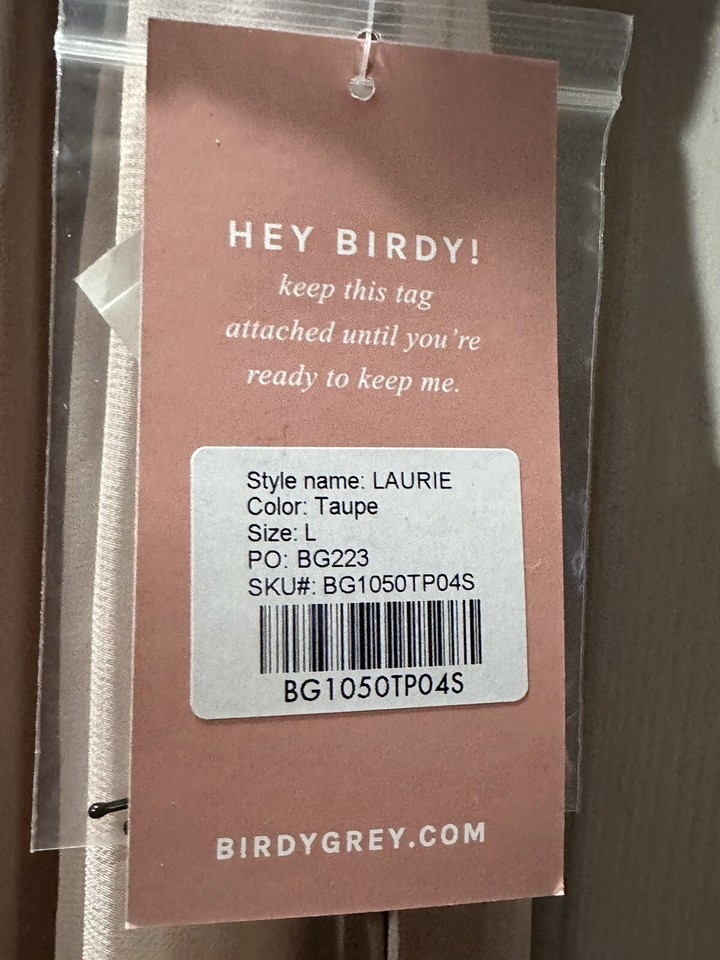 HEY BIRDY!
keep this tag
attached until you're
ready to keep me.
Style name: LAURIE
Color: Taupe
Size: L
PO: BG223
SKU#: BG1050TP04S
BG1050TP04S
BIRDYGREY.COM